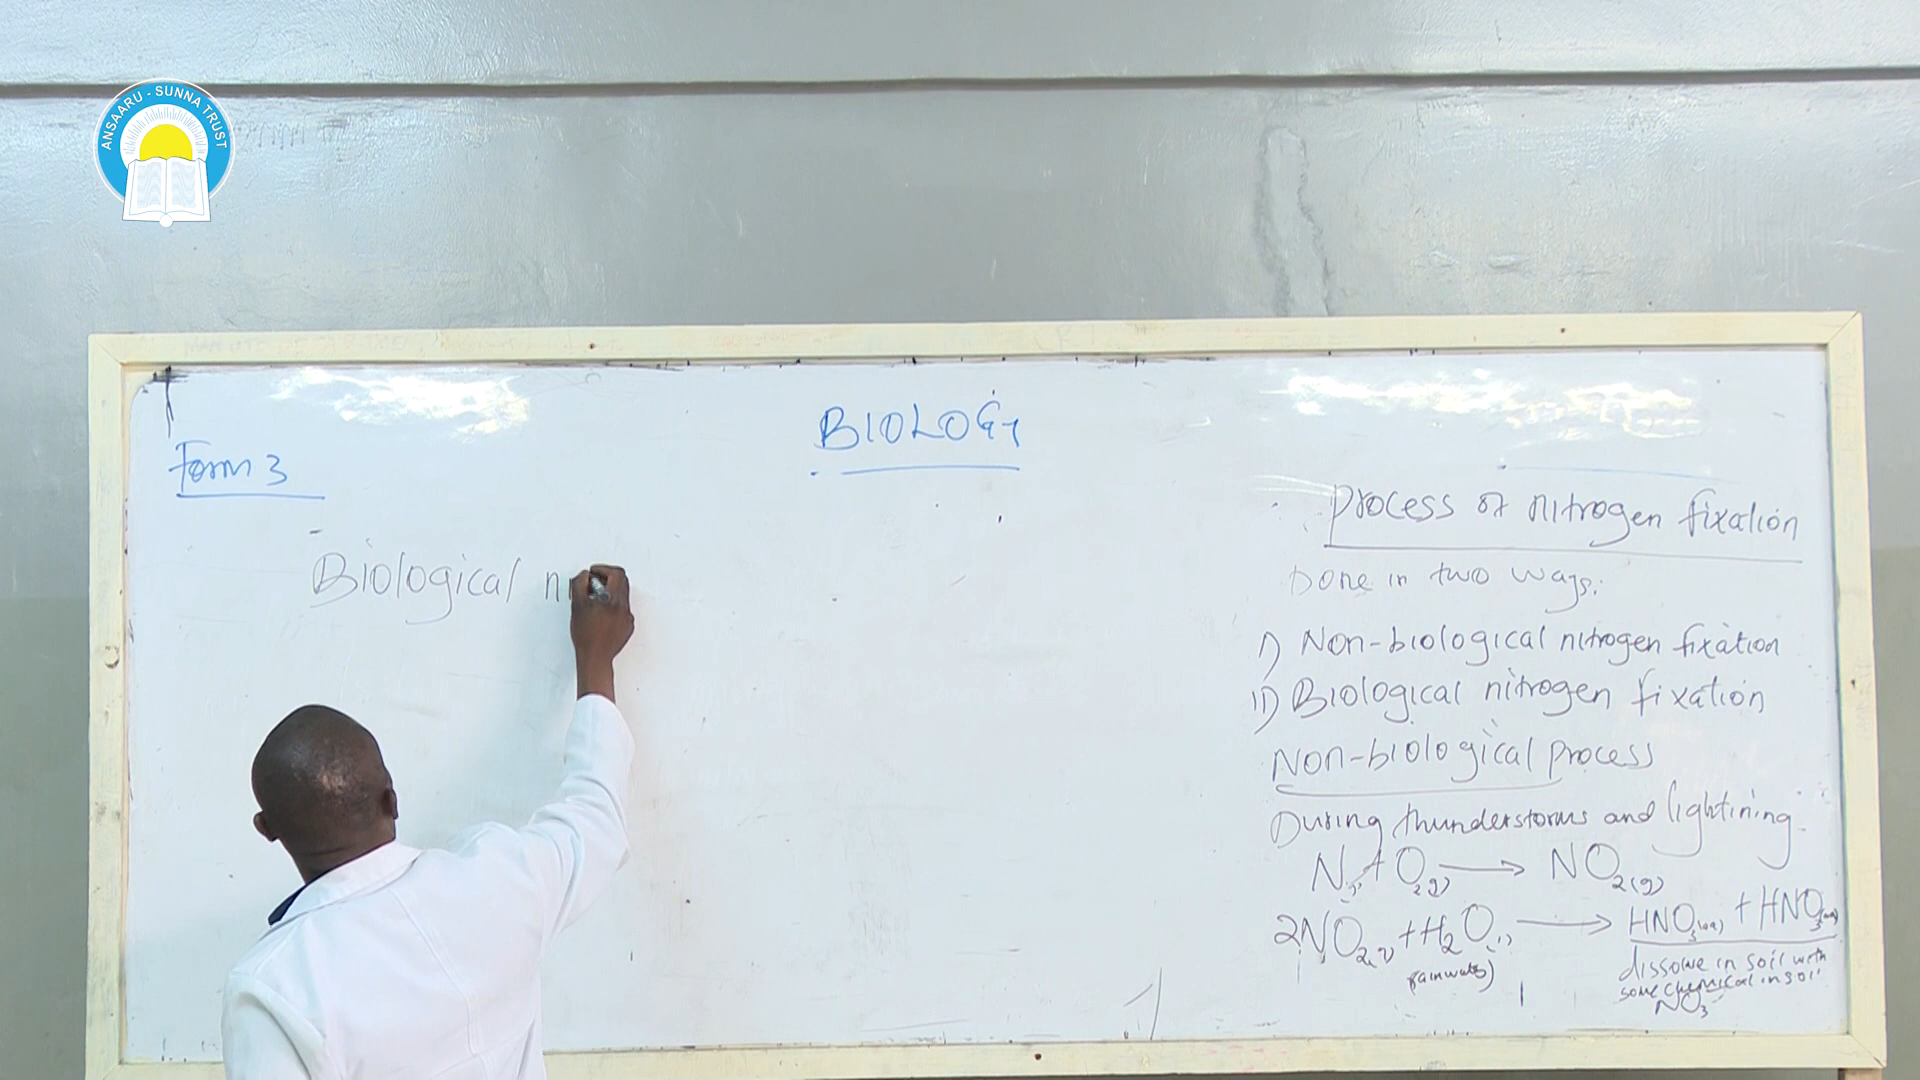 ANSAARU - SUNNA TRUST
BIOLOGY
Form 3
Biological ni
Process of nitrogen fixation
Done in two ways:
i) Non-biological nitrogen fixation
ii) Biological nitrogen fixation
Non-biological process
During thunderstorms and lightining.
N + O2(g) → NO2(g)
2NO2 + H2O(l) → HNO3(aq) + HNO3(aq)
(rainwater)
dissolve in soil with
some chemical in soil
NO3